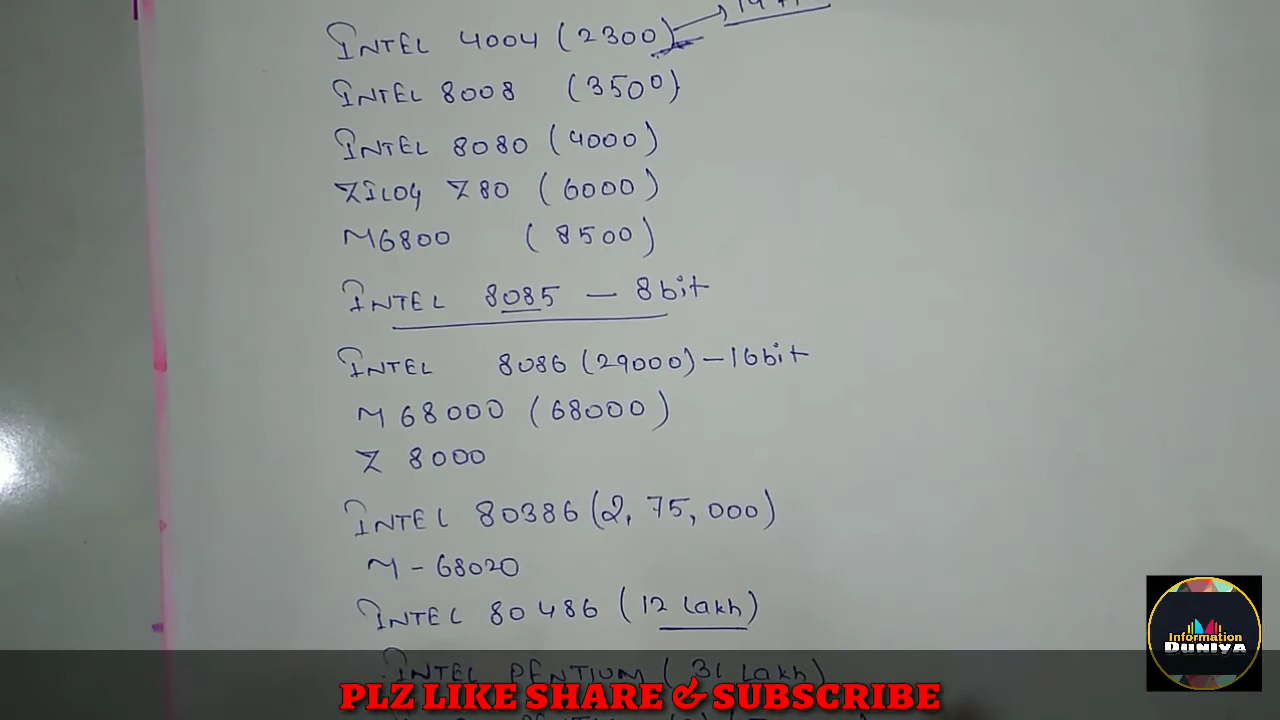 INTEL 4004 (2300)
INTEL 8008 (3500)
INTEL 8080 (4000)
ZILOG Z80 (6000)
M6800 (8500)
INTEL 8085 — 8bit
INTEL 8086 (29000) — 16bit
M 68000 (68000)
Z 8000
INTEL 80386 (2,75,000)
M - 68020
INTEL 80486 (12 Lakh)
INTEL PENTIUM (31 Lakh)
PLZ LIKE SHARE & SUBSCRIBE
Information
DUNIYA